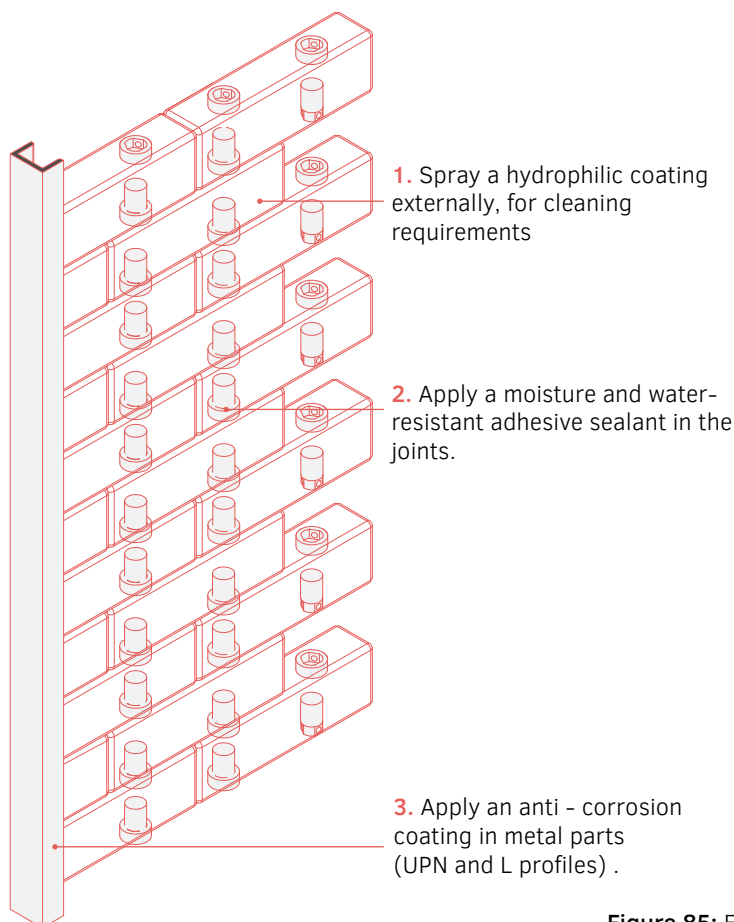 1. Spray a hydrophilic coating
externally, for cleaning
requirements
2. Apply a moisture and water-
resistant adhesive sealant in the
joints.
3. Apply an anti - corrosion
coating in metal parts
(UPN and L profiles) .
Figure 85: